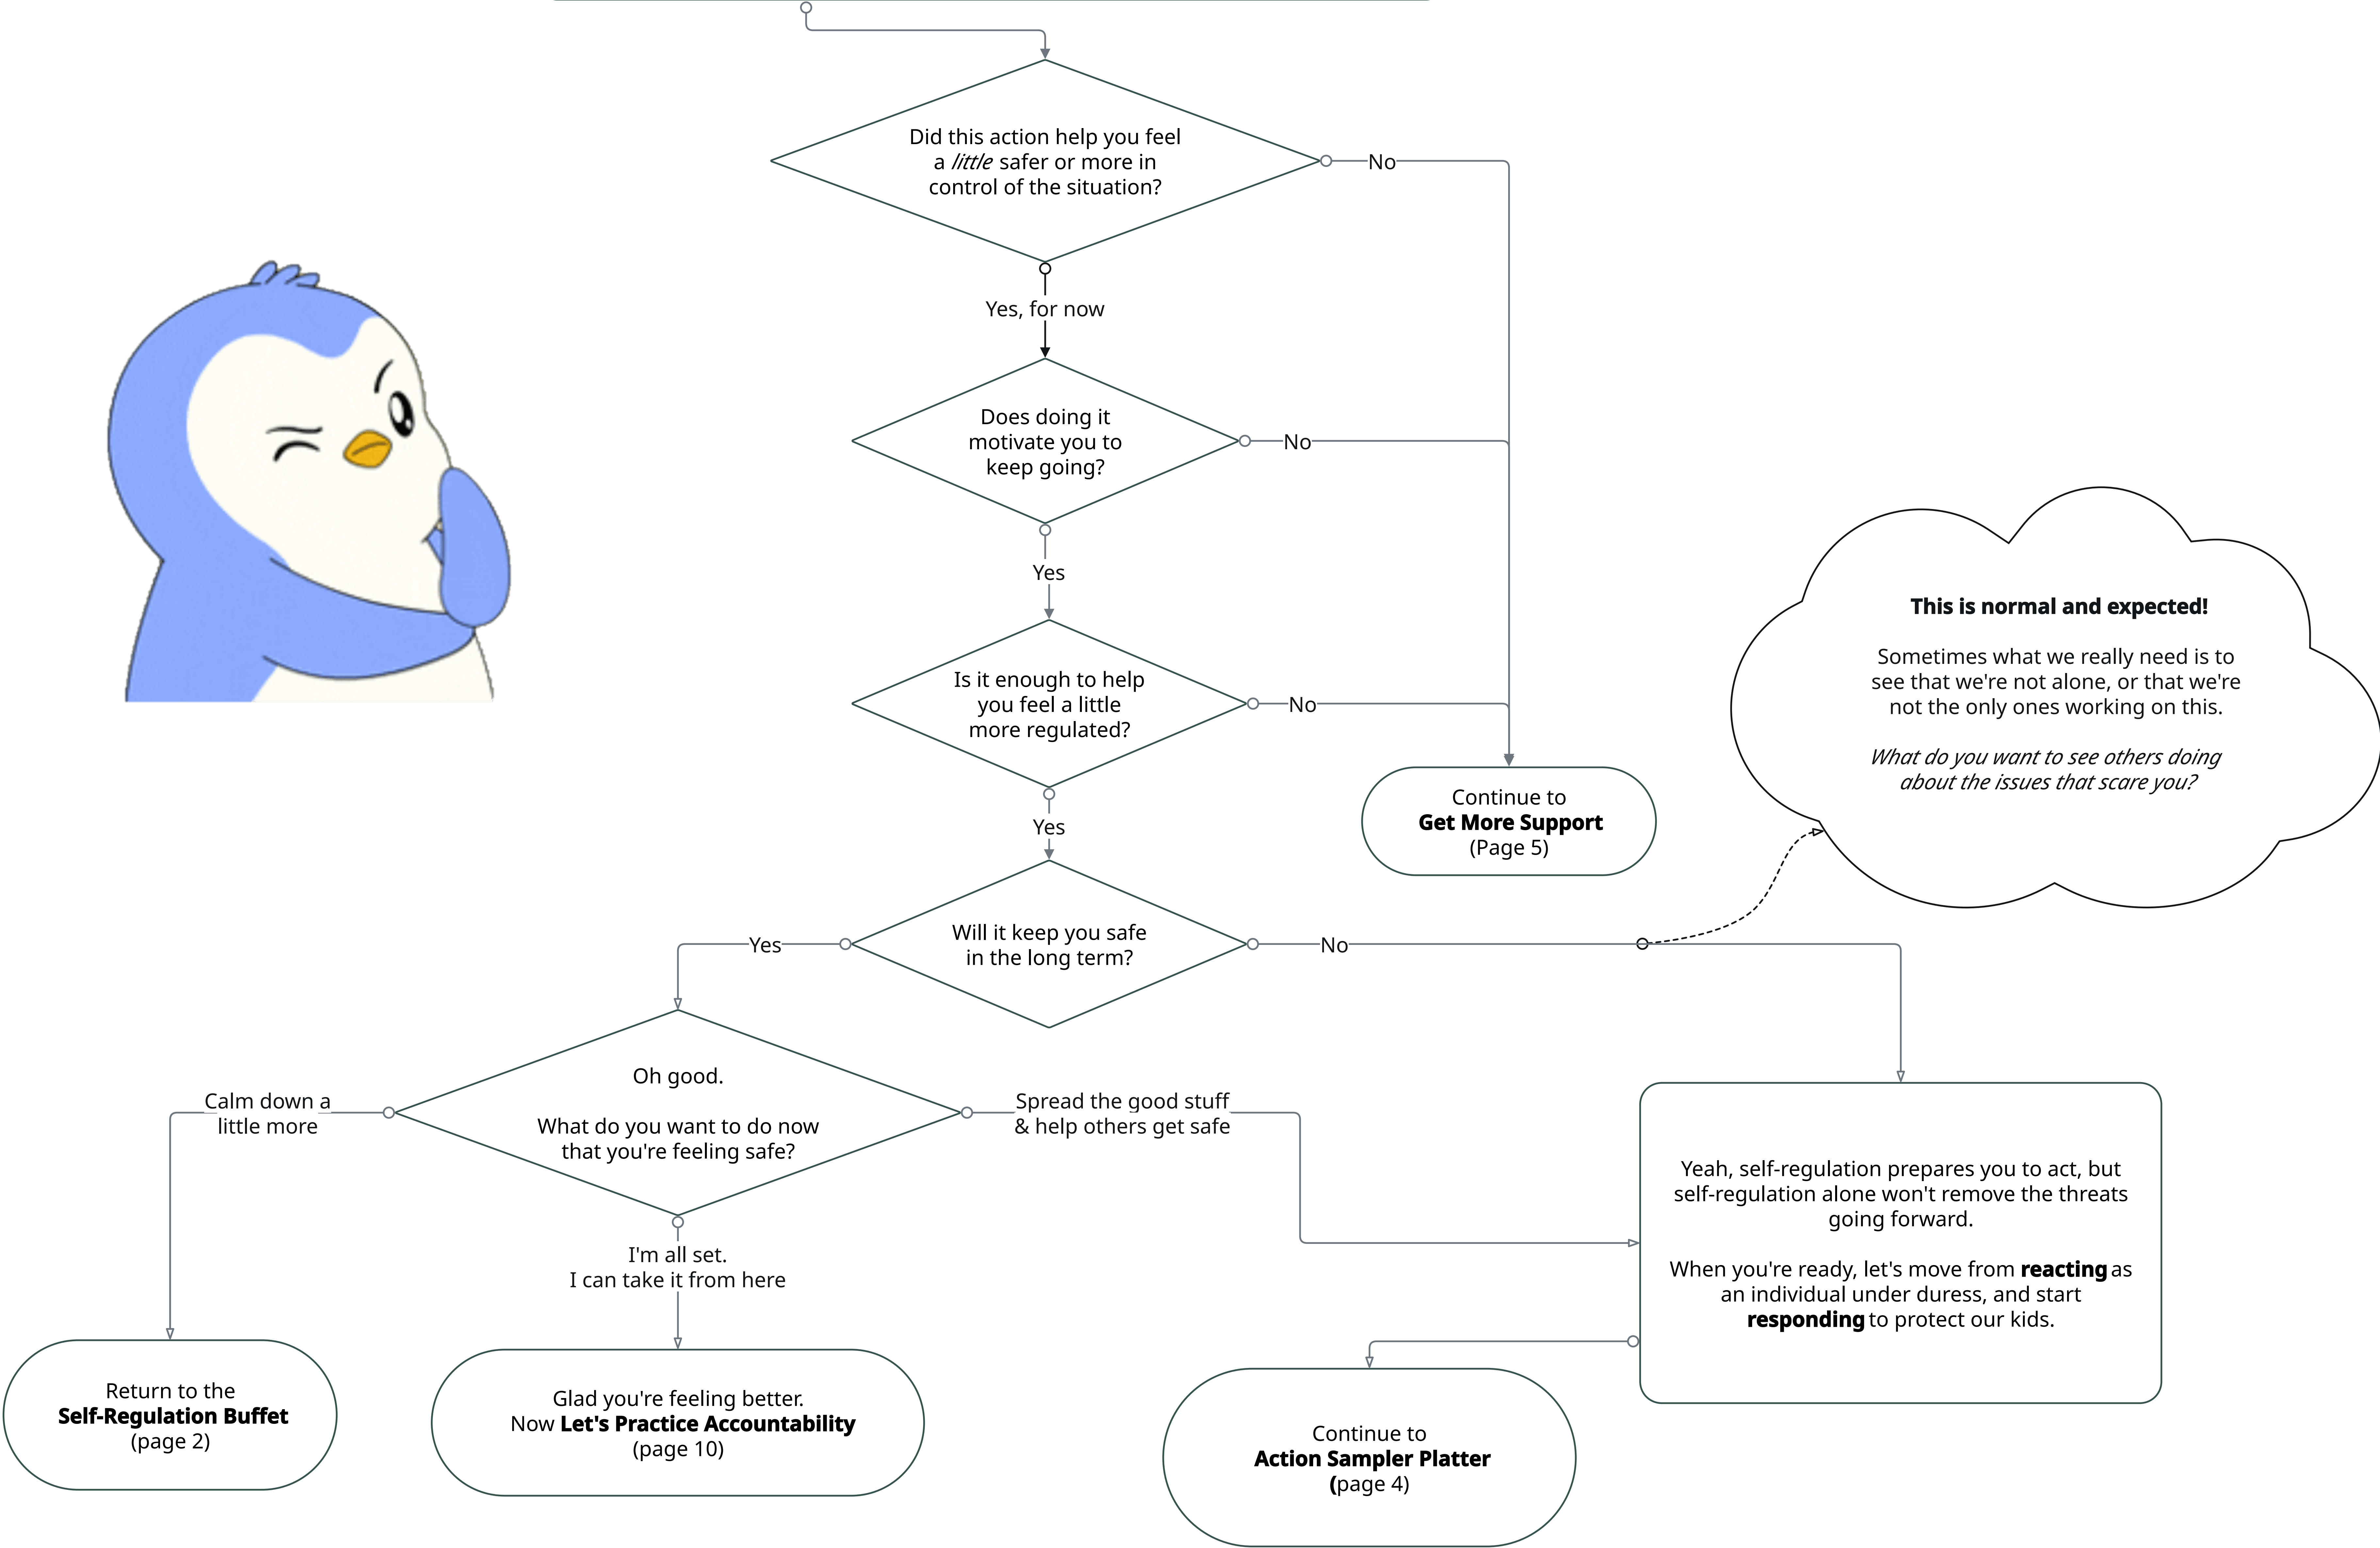 Did this action help you feel
a little safer or more in
control of the situation?
No
Yes, for now
Does doing it
motivate you to
keep going?
No
Yes
Is it enough to help
you feel a little
more regulated?
No
Yes
Continue to
Get More Support
(Page 5)
This is normal and expected!
Sometimes what we really need is to
see that we're not alone, or that we're
not the only ones working on this.
What do you want to see others doing
about the issues that scare you?
Will it keep you safe
in the long term?
Yes
No
Oh good.
What do you want to do now
that you're feeling safe?
Calm down a
little more
Spread the good stuff
& help others get safe
I'm all set.
I can take it from here
Yeah, self-regulation prepares you to act, but
self-regulation alone won't remove the threats
going forward.
When you're ready, let's move from reacting as
an individual under duress, and start
responding to protect our kids.
Return to the
Self-Regulation Buffet
(page 2)
Glad you're feeling better.
Now Let's Practice Accountability
(page 10)
Continue to
Action Sampler Platter
(page 4)